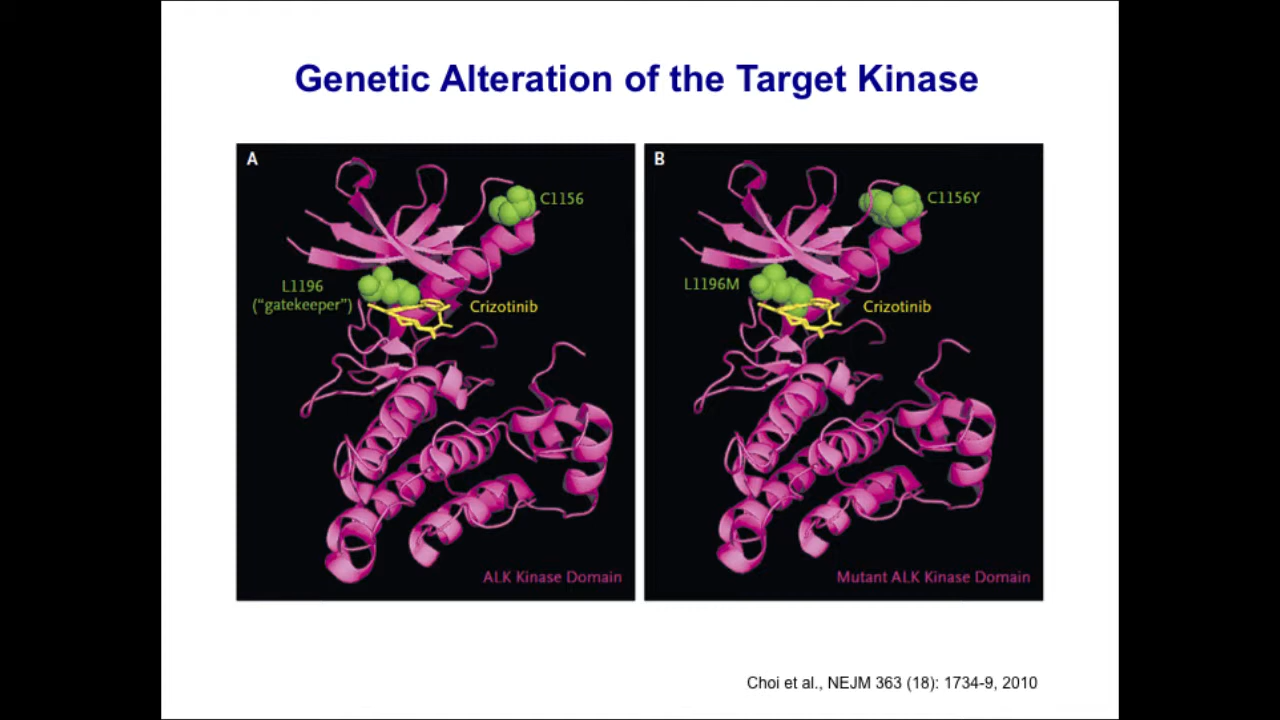 Genetic Alteration of the Target Kinase
A
C1156
L1196
("gatekeeper")
Crizotinib
ALK Kinase Domain
B
C1156Y
L1196M
Crizotinib
Mutant ALK Kinase Domain
Choi et al., NEJM 363 (18): 1734-9, 2010